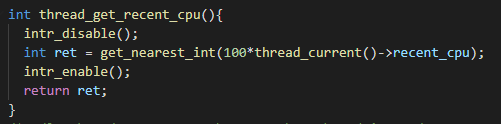 int thread_get_recent_cpu(){
  intr_disable();
  int ret = get_nearest_int(100*thread_current()->recent_cpu);
  intr_enable();
  return ret;
}